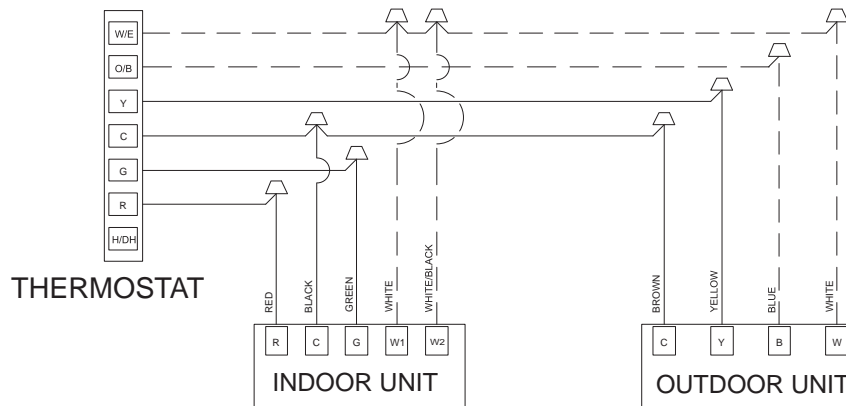 W/E
O/B
Y
C
G
R
H/DH
THERMOSTAT
RED
BLACK
GREEN
WHITE
WHITE/BLACK
BROWN
YELLOW
BLUE
WHITE
R
C
G
W1
W2
C
Y
B
W
INDOOR UNIT
OUTDOOR UNIT